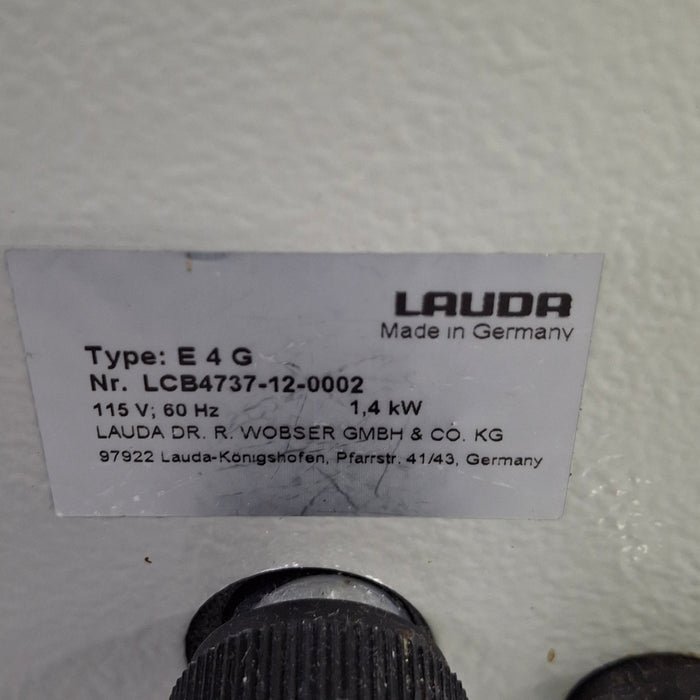 LAUDA
Made in Germany
Type: E 4 G
Nr. LCB4737-12-0002
115 V; 60 Hz 1,4 kW
LAUDA DR. R. WOBSER GMBH & CO. KG
97922 Lauda-Königshofen, Pfarrstr. 41/43, Germany